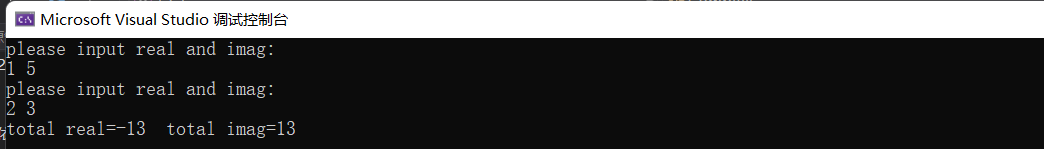 Microsoft Visual Studio 调试控制台
please input real and imag:
1 5
please input real and imag:
2 3
total real=-13  total imag=13